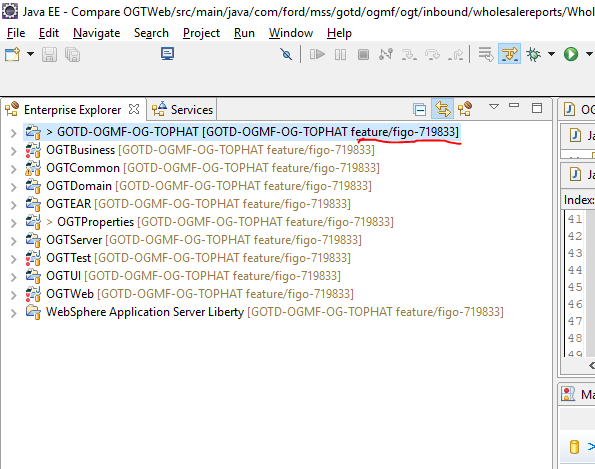 Java EE - Compare OGTWeb/src/main/java/com/ford/mss/gotd/ogmf/ogt/inbound/wholesalereports/Whol
File Edit Navigate Search Project Run Window Help
Enterprise Explorer Services
> GOTD-OGMF-OG-TOPHAT [GOTD-OGMF-OG-TOPHAT feature/figo-719833]
OGTBusiness [GOTD-OGMF-OG-TOPHAT feature/figo-719833]
OGTCommon [GOTD-OGMF-OG-TOPHAT feature/figo-719833]
OGTDomain [GOTD-OGMF-OG-TOPHAT feature/figo-719833]
OGTEAR [GOTD-OGMF-OG-TOPHAT feature/figo-719833]
> OGTProperties [GOTD-OGMF-OG-TOPHAT feature/figo-719833]
OGTServer [GOTD-OGMF-OG-TOPHAT feature/figo-719833]
OGTTest [GOTD-OGMF-OG-TOPHAT feature/figo-719833]
OGTUI [GOTD-OGMF-OG-TOPHAT feature/figo-719833]
OGTWeb [GOTD-OGMF-OG-TOPHAT feature/figo-719833]
WebSphere Application Server Liberty [GOTD-OGMF-OG-TOPHAT feature/figo-719833]
OG
Ja
Ja
Index:
41
42
43
44
45
46
47
48
49
Ma
>